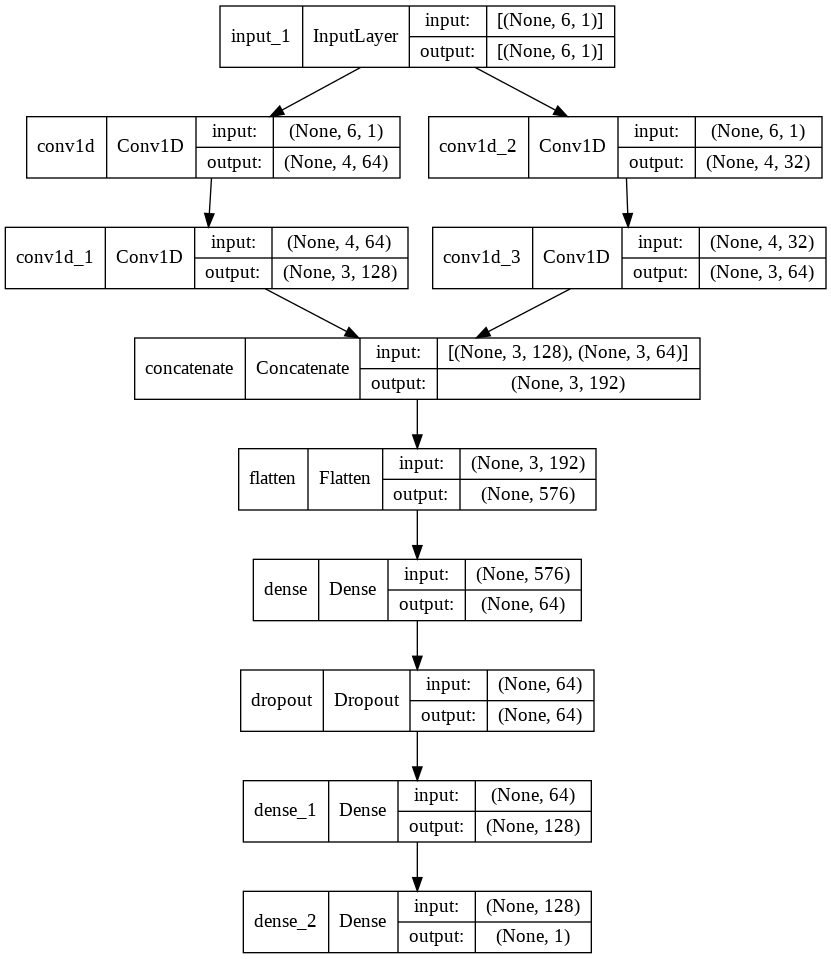 input_1 InputLayer input: [(None, 6, 1)]
output: [(None, 6, 1)]
conv1d Conv1D input: (None, 6, 1)
output: (None, 4, 64)
conv1d_2 Conv1D input: (None, 6, 1)
output: (None, 4, 32)
conv1d_1 Conv1D input: (None, 4, 64)
output: (None, 3, 128)
conv1d_3 Conv1D input: (None, 4, 32)
output: (None, 3, 64)
concatenate Concatenate input: [(None, 3, 128), (None, 3, 64)]
output: (None, 3, 192)
flatten Flatten input: (None, 3, 192)
output: (None, 576)
dense Dense input: (None, 576)
output: (None, 64)
dropout Dropout input: (None, 64)
output: (None, 64)
dense_1 Dense input: (None, 64)
output: (None, 128)
dense_2 Dense input: (None, 128)
output: (None, 1)